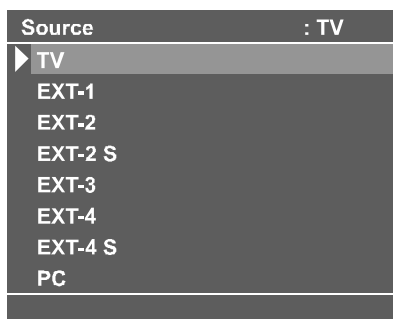 Source : TV
TV
EXT-1
EXT-2
EXT-2 S
EXT-3
EXT-4
EXT-4 S
PC